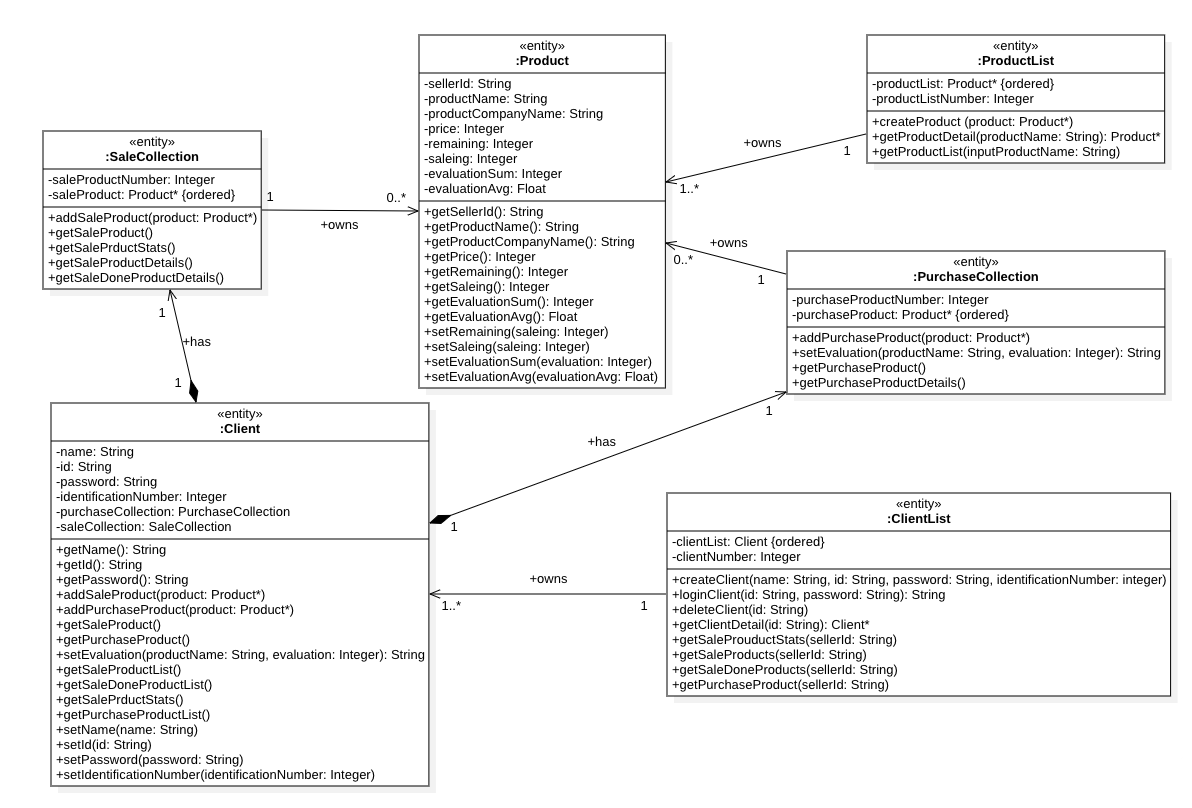 «entity»
:Product
-sellerId: String
-productName: String
-productCompanyName: String
-price: Integer
-remaining: Integer
-saleing: Integer
-evaluationSum: Integer
-evaluationAvg: Float
+getSellerId(): String
+getProductName(): String
+getProductCompanyName(): String
+getPrice(): Integer
+getRemaining(): Integer
+getSaleing(): Integer
+getEvaluationSum(): Integer
+getEvaluationAvg(): Float
+setRemaining(saleing: Integer)
+setSaleing(saleing: Integer)
+setEvaluationSum(evaluation: Integer)
+setEvaluationAvg(evaluationAvg: Float)
«entity»
:ProductList
-productList: Product* {ordered}
-productListNumber: Integer
+createProduct (product: Product*)
+getProductDetail(productName: String): Product*
+getProductList(inputProductName: String)
+owns
1
1..*
«entity»
:SaleCollection
-saleProductNumber: Integer
-saleProduct: Product* {ordered}
+addSaleProduct(product: Product*)
+getSaleProduct()
+getSalePrductStats()
+getSaleProductDetails()
+getSaleDoneProductDetails()
1
0..*
+owns
+owns
0..*
1
«entity»
:PurchaseCollection
-purchaseProductNumber: Integer
-purchaseProduct: Product* {ordered}
+addPurchaseProduct(product: Product*)
+setEvaluation(productName: String, evaluation: Integer): String
+getPurchaseProduct()
+getPurchaseProductDetails()
1
+has
1
1
+has
1
«entity»
:Client
-name: String
-id: String
-password: String
-identificationNumber: Integer
-purchaseCollection: PurchaseCollection
-saleCollection: SaleCollection
+getName(): String
+getId(): String
+getPassword(): String
+addSaleProduct(product: Product*)
+addPurchaseProduct(product: Product*)
+getSaleProduct()
+getPurchaseProduct()
+setEvaluation(productName: String, evaluation: Integer): String
+getSaleProductList()
+getSaleDoneProductList()
+getSalePrductStats()
+getPurchaseProductList()
+setName(name: String)
+setId(id: String)
+setPassword(password: String)
+setIdentificationNumber(identificationNumber: Integer)
+owns
1..*
1
«entity»
:ClientList
-clientList: Client {ordered}
-clientNumber: Integer
+createClient(name: String, id: String, password: String, identificationNumber: integer)
+loginClient(id: String, password: String): String
+deleteClient(id: String)
+getClientDetail(id: String): Client*
+getSaleProuductStats(sellerId: String)
+getSaleProducts(sellerId: String)
+getSaleDoneProducts(sellerId: String)
+getPurchaseProduct(sellerId: String)